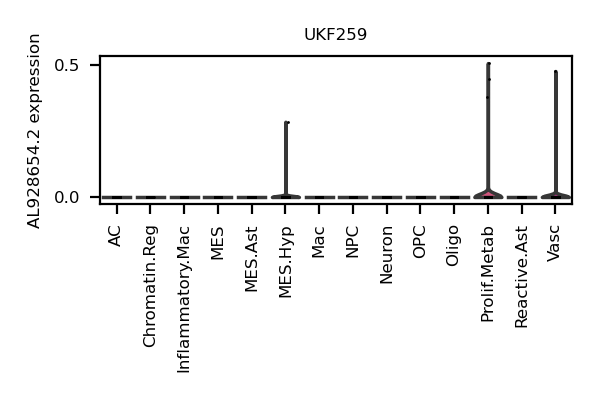 UKF259
AL928654.2 expression
0.5
0.0
AC
Chromatin.Reg
Inflammatory.Mac
MES
MES.Ast
MES.Hyp
Mac
NPC
Neuron
OPC
Oligo
Prolif.Metab
Reactive.Ast
Vasc